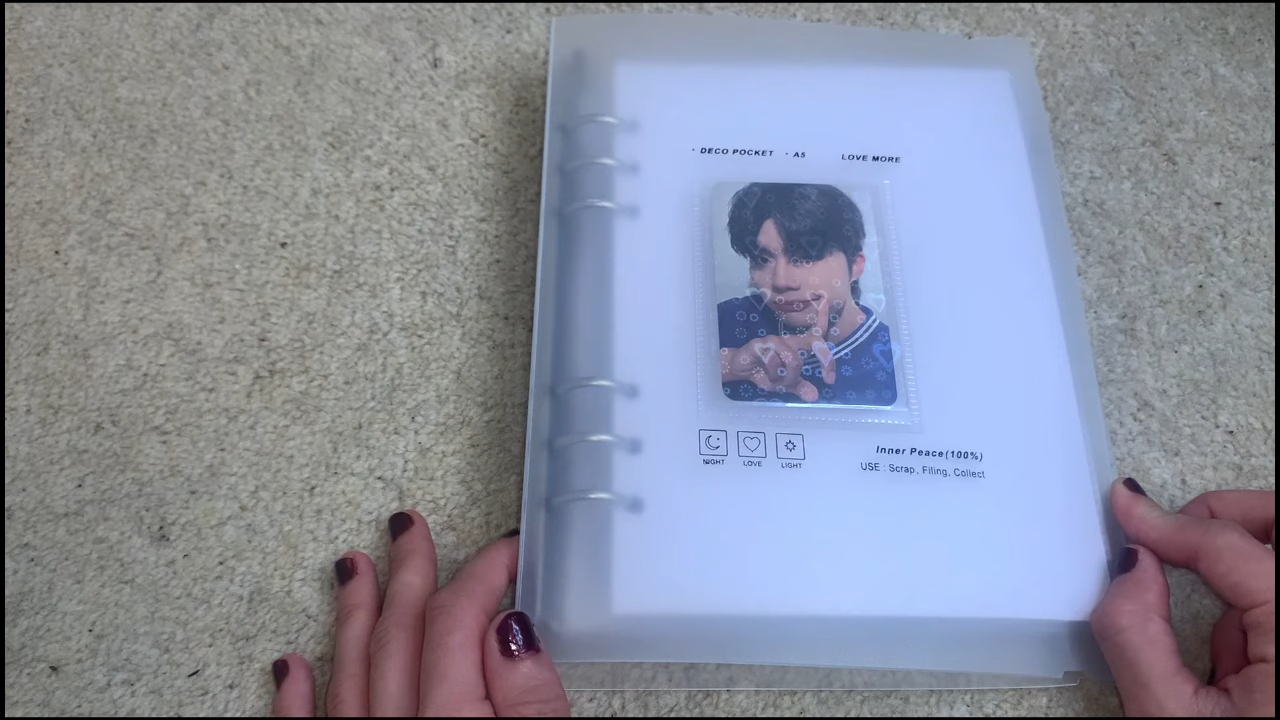 · DECO POCKET · A5 LOVE MORE
NIGHT LOVE LIGHT
Inner Peace(100%)
USE : Scrap, Filing, Collect